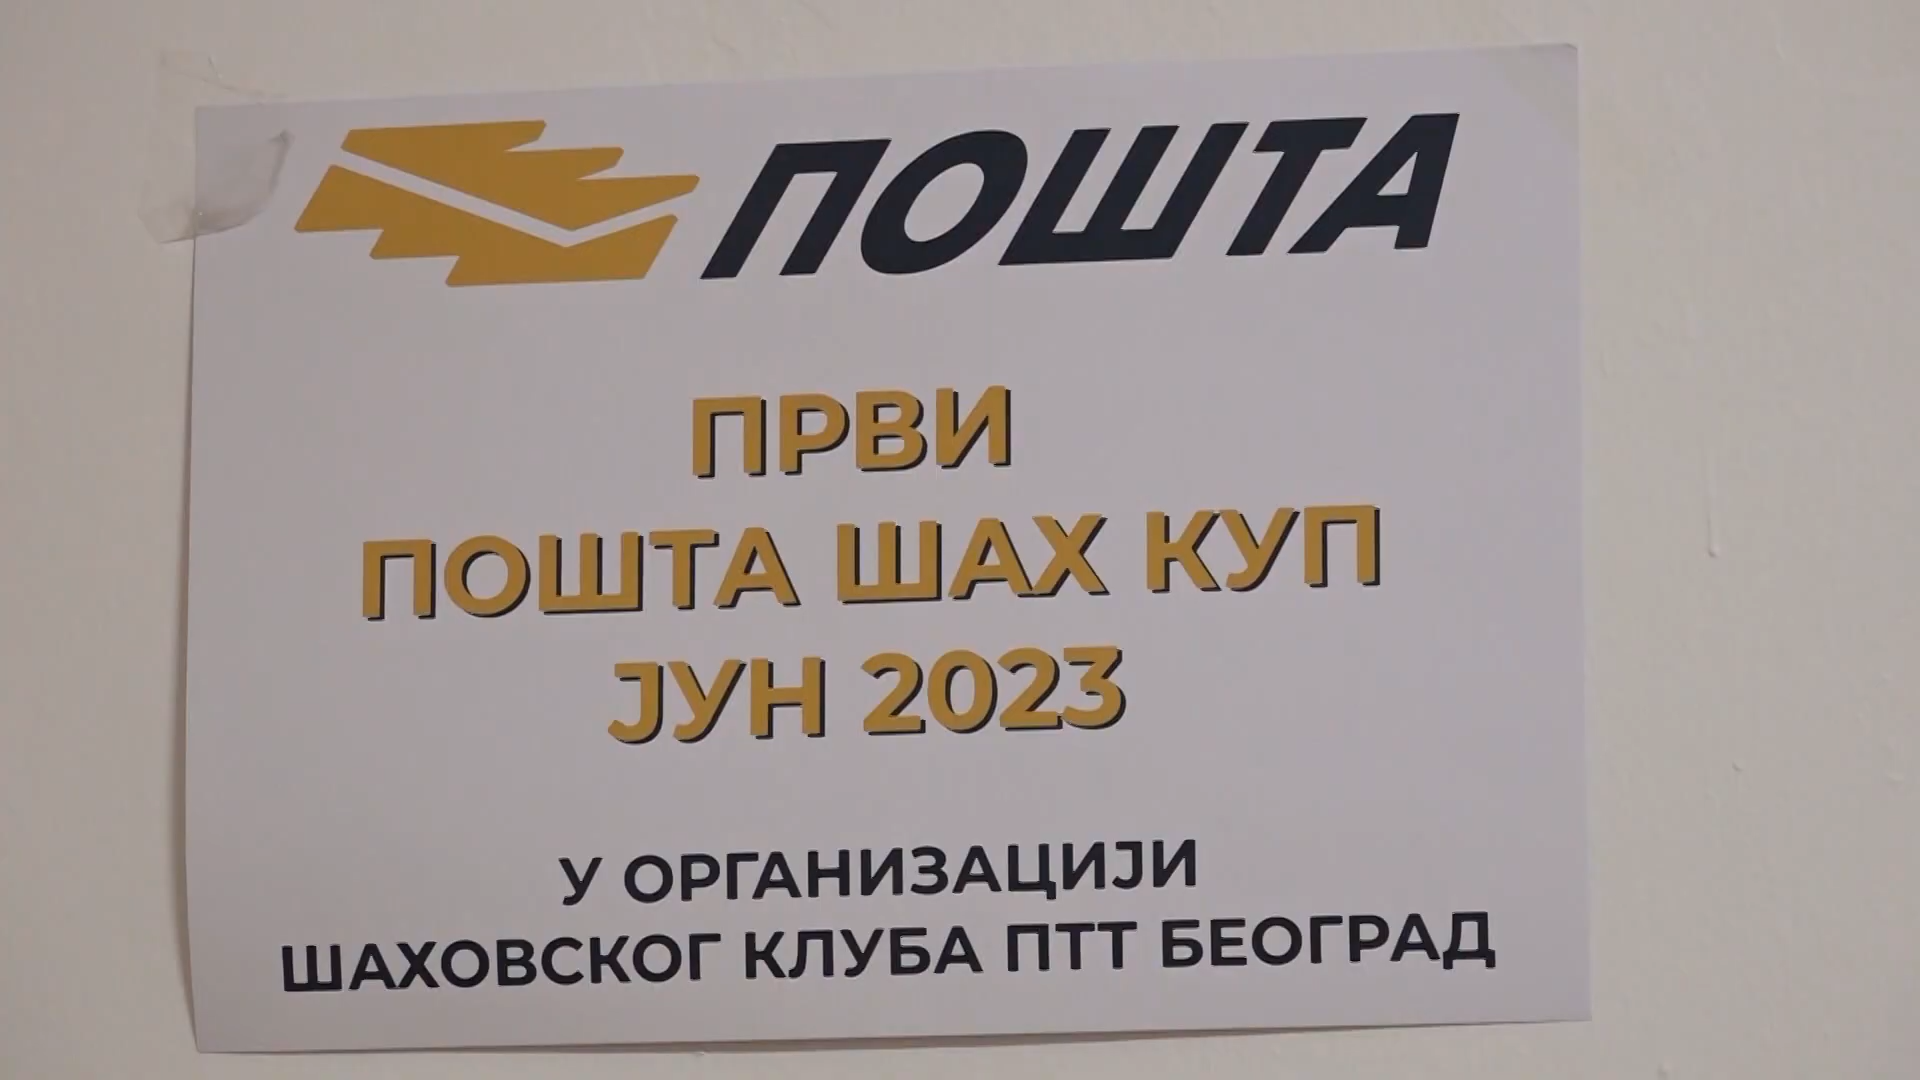 ПОШТА
ПРВИ
ПОШТА ШАХ КУП
ЈУН 2023
У ОРГАНИЗАЦИЈИ
ШАХОВСКОГ КЛУБА ПТТ БЕОГРАД